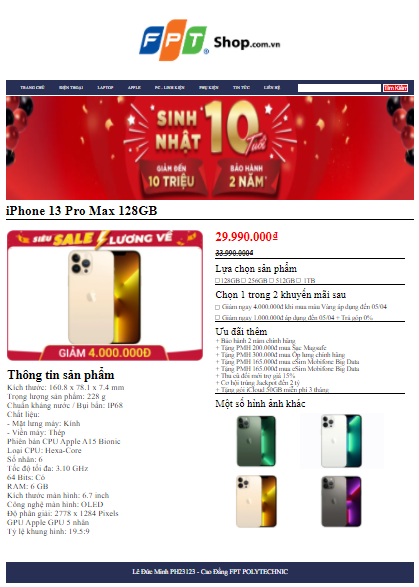 FPT Shop.com.vn
TRANG CHỦ ĐIỆN THOẠI LAPTOP APPLE PC - LINH KIỆN PHỤ KIỆN TIN TỨC LIÊN HỆ Tìm Kiếm
SINH NHẬT 10 Tuổi
GIẢM ĐẾN 10 TRIỆU BẢO HÀNH 2 NĂM*
iPhone 13 Pro Max 128GB
SIÊU SALE LƯƠNG VỀ
GIẢM 4.000.000Đ
Thông tin sản phẩm
Kích thước: 160.8 x 78.1 x 7.4 mm
Trọng lượng sản phẩm: 228 g
Chuẩn kháng nước / Bụi bẩn: IP68
Chất liệu:
- Mặt lưng máy: Kính
- Viền máy: Thép
Phiên bản CPU Apple A15 Bionic
Loại CPU: Hexa-Core
Số nhân: 6
Tốc độ tối đa: 3.10 GHz
64 Bits: Có
RAM: 6 GB
Kích thước màn hình: 6.7 inch
Công nghệ màn hình: OLED
Độ phân giải: 2778 x 1284 Pixels
GPU Apple GPU 5 nhân
Tỷ lệ khung hình: 19.5:9
29.990.000₫
33.990.000₫
Lựa chọn sản phẩm
128GB 256GB 512GB 1TB
Chọn 1 trong 2 khuyến mãi sau
Giảm ngay 4.000.000đ khi mua màu Vàng áp dụng đến 05/04
Giảm ngay 1.000.000đ áp dụng đến 05/04 + Trả góp 0%
Ưu đãi thêm
+ Bảo hành 2 năm chính hãng
+ Tặng PMH 200.000đ mua Sạc Magsafe
+ Tặng PMH 300.000đ mua Ốp lưng chính hãng
+ Tặng PMH 165.000đ mua eSim Mobifone Big Data
+ Tặng PMH 165.000đ mua eSim Mobifone Big Data
+ Thu cũ đổi mới trợ giá 15%
+ Cơ hội trúng Jackpot đến 2 tỷ
+ Tặng gói iCloud 50GB miễn phí 3 tháng
Một số hình ảnh khác
Lê Đức Minh PH23123 - Cao Đẳng FPT POLYTECHNIC